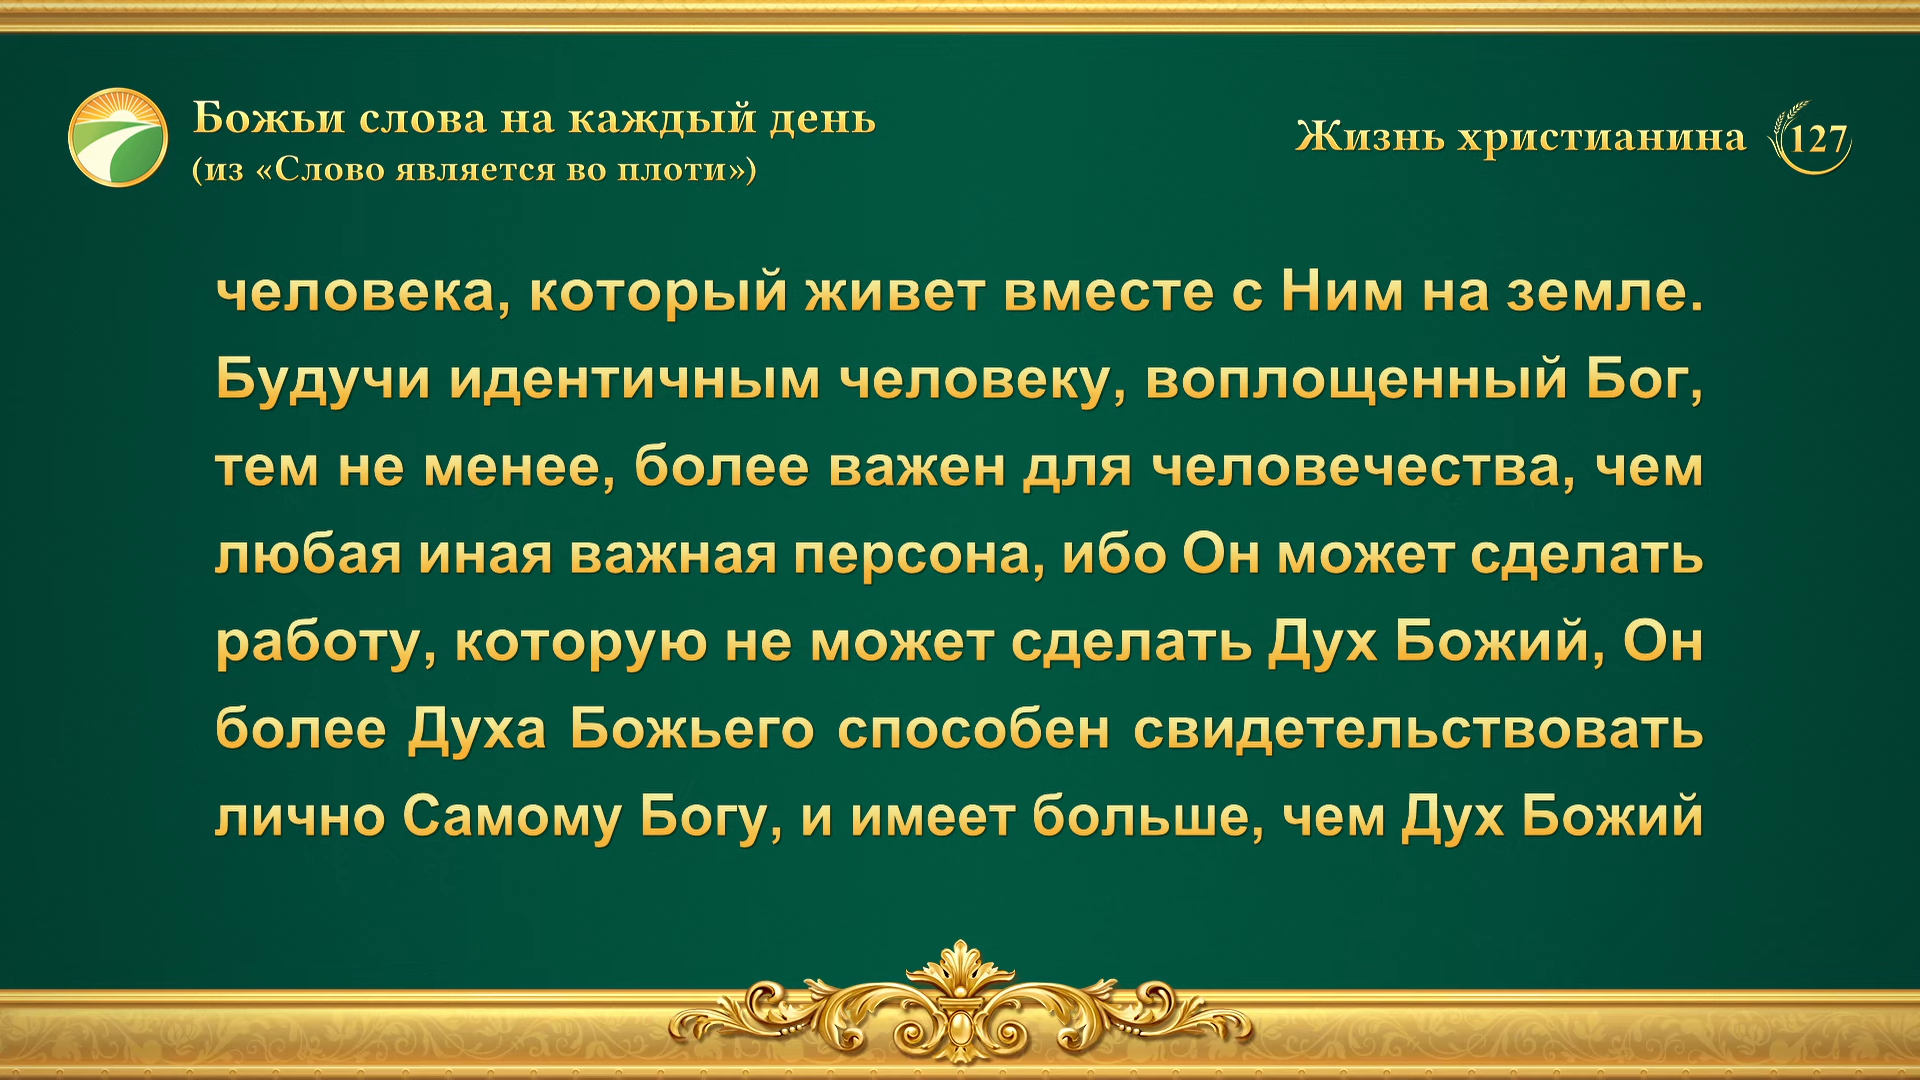 Божьи слова на каждый день
(из «Слово является во плоти»)
Жизнь христианина 127
человека, который живет вместе с Ним на земле.
Будучи идентичным человеку, воплощенный Бог,
тем не менее, более важен для человечества, чем
любая иная важная персона, ибо Он может сделать
работу, которую не может сделать Дух Божий, Он
более Духа Божьего способен свидетельствовать
лично Самому Богу, и имеет больше, чем Дух Божий